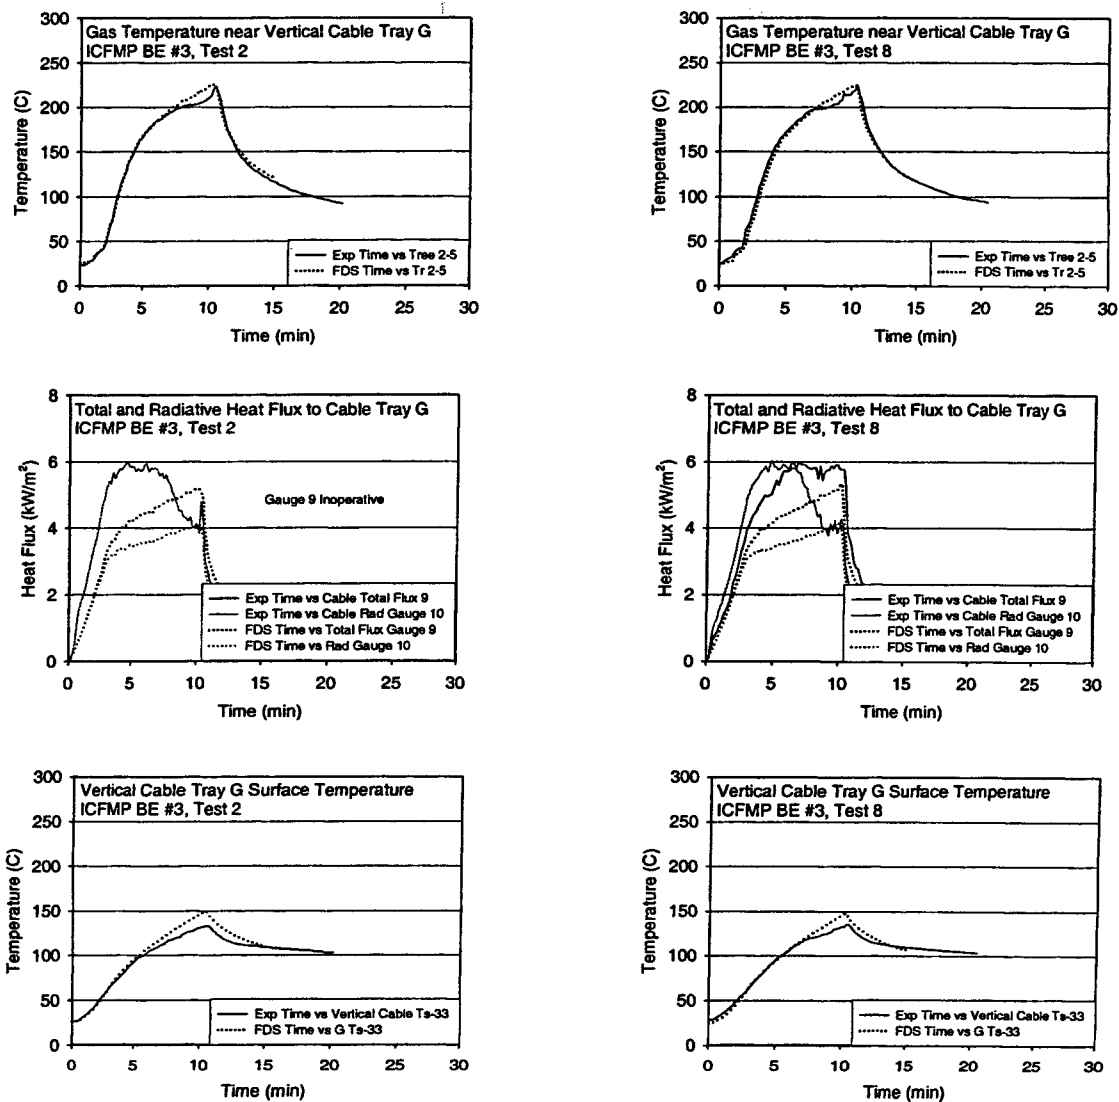 Gas Temperature near Vertical Cable Tray G
ICFMP BE #3, Test 2
300
250
200
150
100
50
0
Temperature (C)
Exp Time vs Tree 2-5
FDS Time vs Tr 2-5
0 5 10 15 20 25 30
Time (min)
Gas Temperature near Vertical Cable Tray G
ICFMP BE #3, Test 8
300
250
200
150
100
50
0
Temperature (C)
Exp Time vs Tree 2-5
FDS Time vs Tr 2-5
0 5 10 15 20 25 30
Time (min)
Total and Radiative Heat Flux to Cable Tray G
ICFMP BE #3, Test 2
8
6
4
2
0
Heat Flux (kW/m²)
Gauge 9 Inoperative
Exp Time vs Cable Total Flux 9
Exp Time vs Cable Rad Gauge 10
FDS Time vs Total Flux Gauge 9
FDS Time vs Rad Gauge 10
0 5 10 15 20 25 30
Time (min)
Total and Radiative Heat Flux to Cable Tray G
ICFMP BE #3, Test 8
8
6
4
2
0
Heat Flux (kW/m²)
Exp Time vs Cable Total Flux 9
Exp Time vs Cable Rad Gauge 10
FDS Time vs Total Flux Gauge 9
FDS Time vs Rad Gauge 10
0 5 10 15 20 25 30
Time (min)
Vertical Cable Tray G Surface Temperature
ICFMP BE #3, Test 2
300
250
200
150
100
50
0
Temperature (C)
Exp Time vs Vertical Cable Ts-33
FDS Time vs G Ts-33
0 5 10 15 20 25 30
Time (min)
Vertical Cable Tray G Surface Temperature
ICFMP BE #3, Test 8
300
250
200
150
100
50
0
Temperature (C)
Exp Time vs Vertical Cable Ts-33
FDS Time vs G Ts-33
0 5 10 15 20 25 30
Time (min)